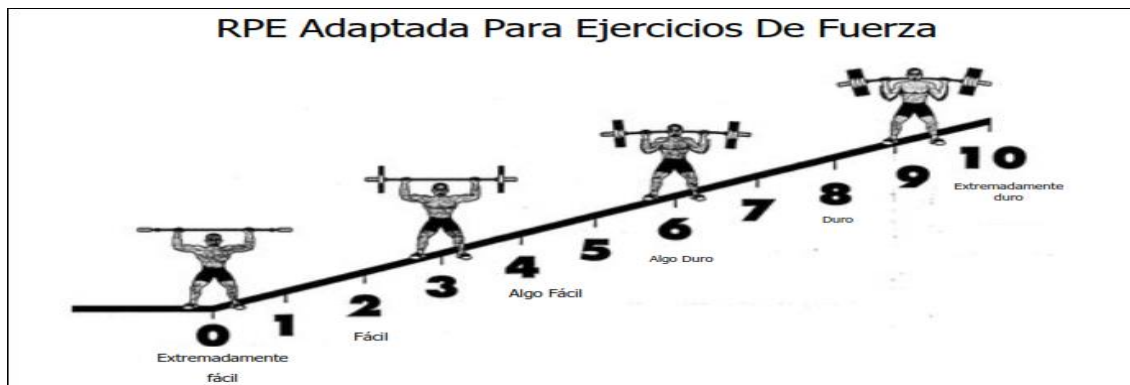 RPE Adaptada Para Ejercicios De Fuerza
0
1
2
3
4
5
6
7
8
9
10
Extremadamente
fácil
Fácil
Algo Fácil
Algo Duro
Duro
Extremadamente
duro